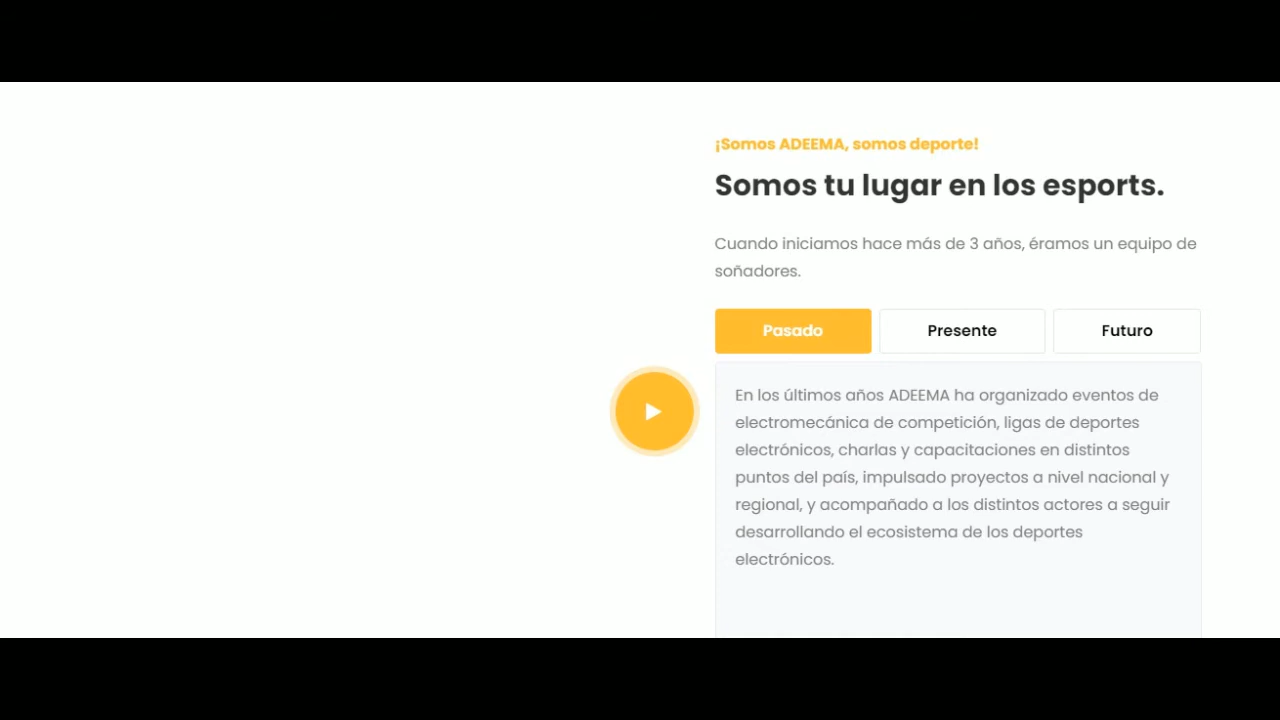 ¡Somos ADEEMA, somos deporte!
Somos tu lugar en los esports.
Cuando iniciamos hace más de 3 años, éramos un equipo de
soñadores.
Pasado
Presente
Futuro
En los últimos años ADEEMA ha organizado eventos de
electromecánica de competición, ligas de deportes
electrónicos, charlas y capacitaciones en distintos
puntos del país, impulsado proyectos a nivel nacional y
regional, y acompañado a los distintos actores a seguir
desarrollando el ecosistema de los deportes
electrónicos.